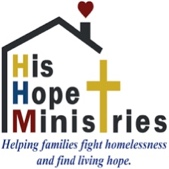 His
Hope
Ministries
Helping families fight homelessness
and find living hope.